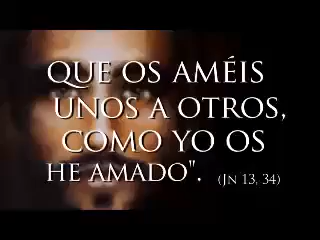 QUE OS AMÉIS
UNOS A OTROS,
COMO YO OS
HE AMADO". (JN 13, 34)